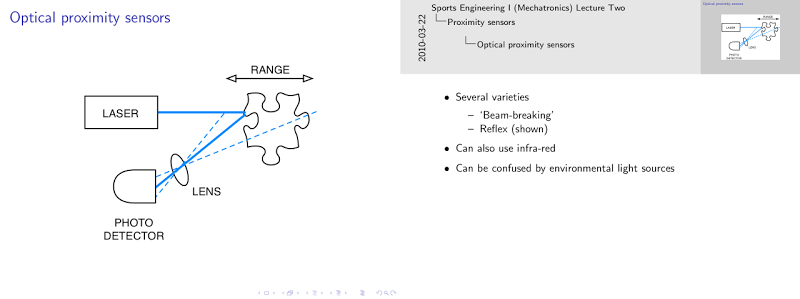 Optical proximity sensors
RANGE
LASER
LENS
PHOTO
DETECTOR
2010-03-22
Sports Engineering I (Mechatronics) Lecture Two
Proximity sensors
Optical proximity sensors
Optical proximity sensors
RANGE
LASER
LENS
PHOTO
DETECTOR
• Several varieties
– ‘Beam-breaking’
– Reflex (shown)
• Can also use infra-red
• Can be confused by environmental light sources